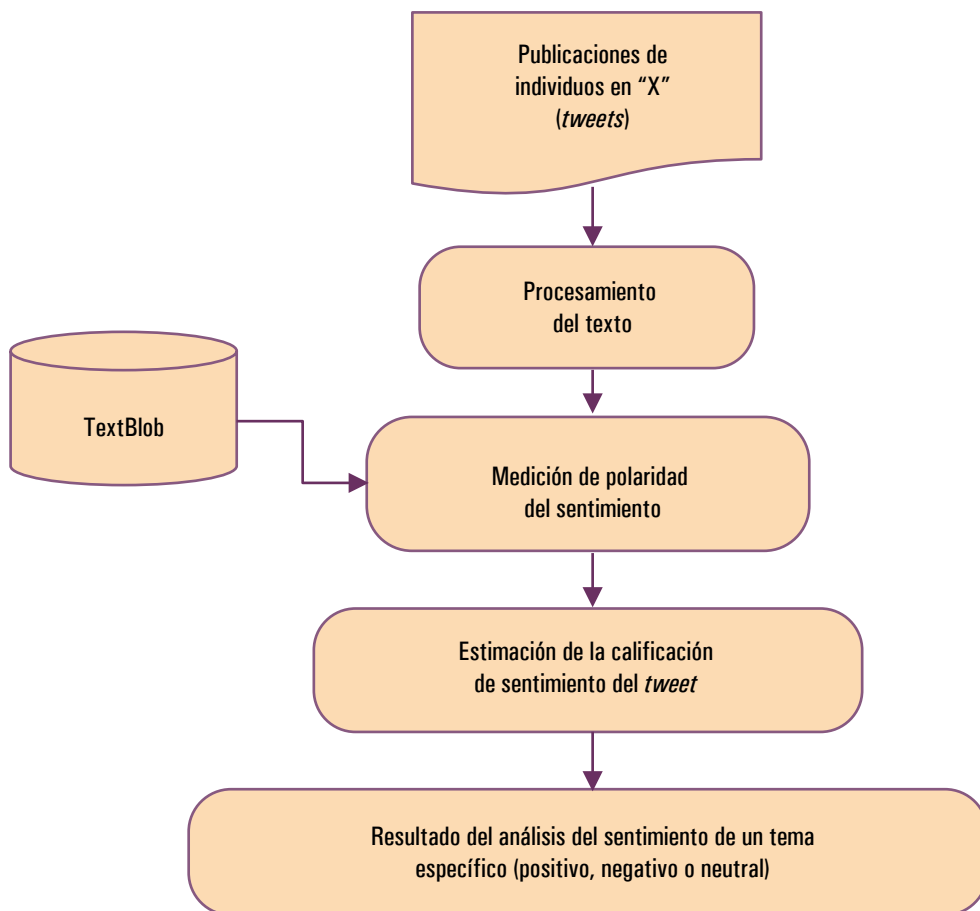 Publicaciones de
individuos en “X”
(tweets)
Procesamiento
del texto
TextBlob
Medición de polaridad
del sentimiento
Estimación de la calificación
de sentimiento del tweet
Resultado del análisis del sentimiento de un tema
específico (positivo, negativo o neutral)